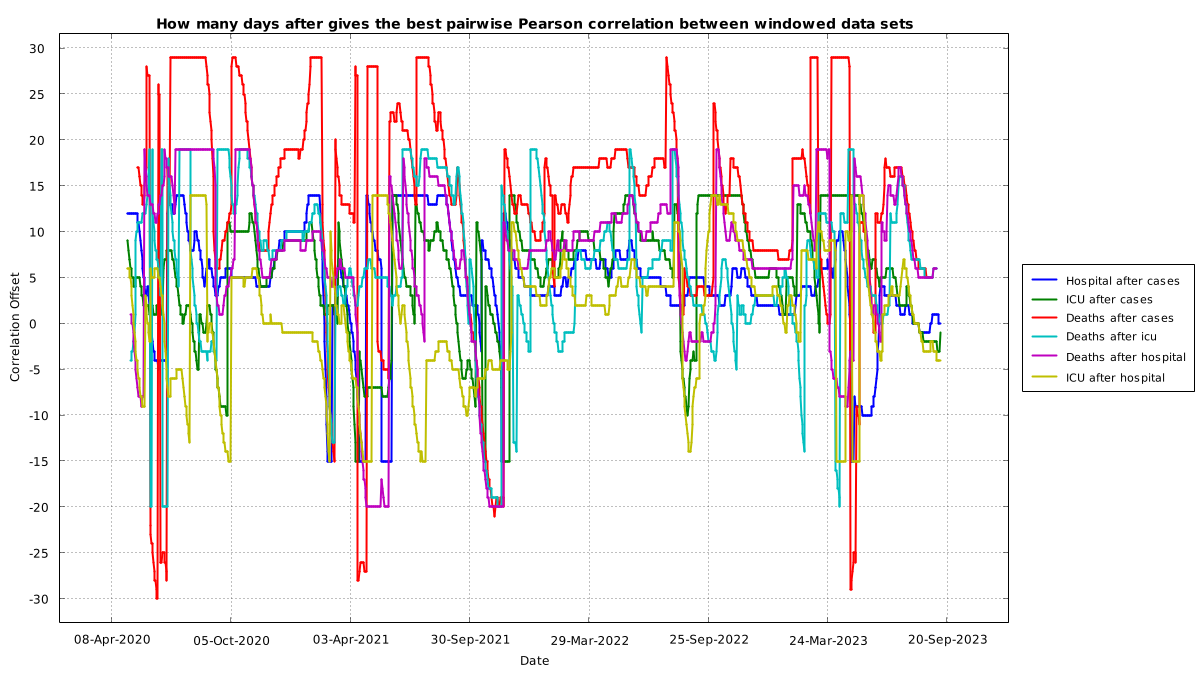 How many days after gives the best pairwise Pearson correlation between windowed data sets
30
25
20
15
10
5
0
-5
-10
-15
-20
-25
-30
Correlation Offset
08-Apr-2020 05-Oct-2020 03-Apr-2021 30-Sep-2021 29-Mar-2022 25-Sep-2022 24-Mar-2023 20-Sep-2023
Date
Hospital after cases
ICU after cases
Deaths after cases
Deaths after icu
Deaths after hospital
ICU after hospital